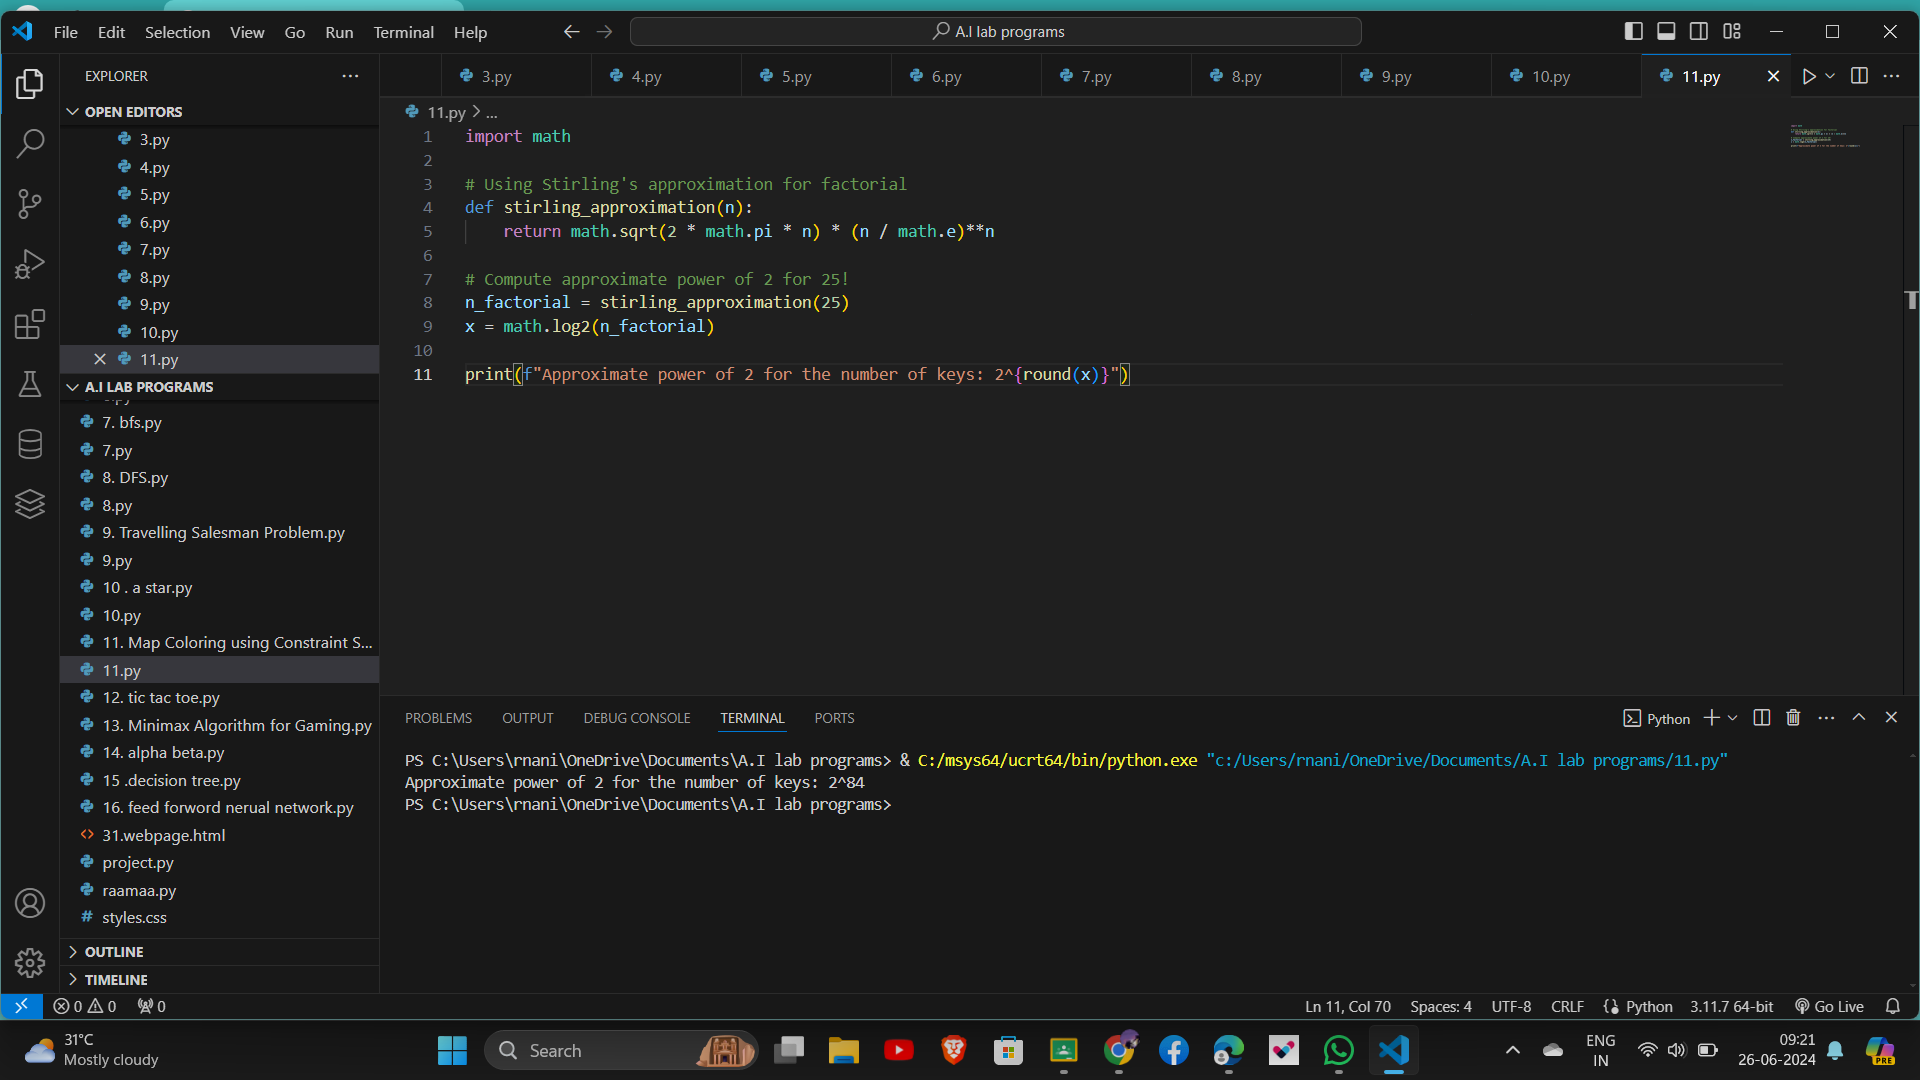 File Edit Selection View Go Run Terminal Help
A.I lab programs
EXPLORER
OPEN EDITORS
3.py
4.py
5.py
6.py
7.py
8.py
9.py
10.py
11.py
A.I LAB PROGRAMS
7. bfs.py
7.py
8. DFS.py
8.py
9. Travelling Salesman Problem.py
9.py
10 . a star.py
10.py
11. Map Coloring using Constraint S...
11.py
12. tic tac toe.py
13. Minimax Algorithm for Gaming.py
14. alpha beta.py
15 .decision tree.py
16. feed forword nerual network.py
31.webpage.html
project.py
raamaa.py
styles.css
OUTLINE
TIMELINE
3.py 4.py 5.py 6.py 7.py 8.py 9.py 10.py 11.py
11.py > ...
1 import math
2
3 # Using Stirling's approximation for factorial
4 def stirling_approximation(n):
5 return math.sqrt(2 * math.pi * n) * (n / math.e)**n
6
7 # Compute approximate power of 2 for 25!
8 n_factorial = stirling_approximation(25)
9 x = math.log2(n_factorial)
10
11 print(f"Approximate power of 2 for the number of keys: 2^{round(x)}")
PROBLEMS OUTPUT DEBUG CONSOLE TERMINAL PORTS
Python
PS C:\Users\rnani\OneDrive\Documents\A.I lab programs> & C:/msys64/ucrt64/bin/python.exe "c:/Users/rnani/OneDrive/Documents/A.I lab programs/11.py"
Approximate power of 2 for the number of keys: 2^84
PS C:\Users\rnani\OneDrive\Documents\A.I lab programs>
0 0 0
Ln 11, Col 70 Spaces: 4 UTF-8 CRLF Python 3.11.7 64-bit Go Live
31°C
Mostly cloudy
Search
ENG
IN
09:21
26-06-2024
PRE